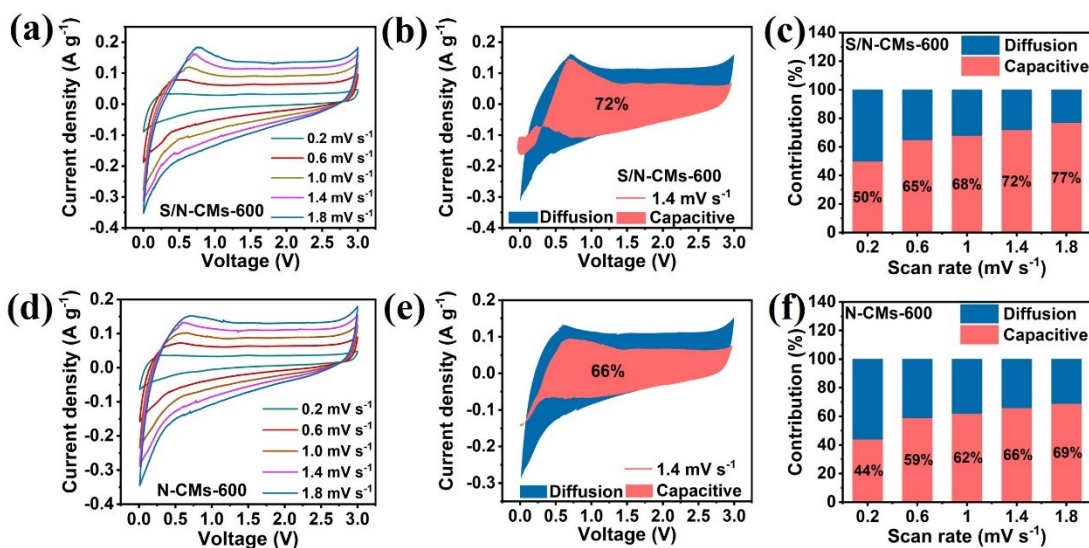 (a)
Current density (A g⁻¹)
0.2
0.1
0.0
-0.1
-0.2
-0.3
-0.4
S/N-CMs-600
0.2 mV s⁻¹
0.6 mV s⁻¹
1.0 mV s⁻¹
1.4 mV s⁻¹
1.8 mV s⁻¹
0.0 0.5 1.0 1.5 2.0 2.5 3.0
Voltage (V)
(b)
Current density (A g⁻¹)
0.2
0.1
0.0
-0.1
-0.2
-0.3
72%
S/N-CMs-600
1.4 mV s⁻¹
Diffusion Capacitive
0.0 0.5 1.0 1.5 2.0 2.5 3.0
Voltage (V)
(c)
Contribution (%)
140
120
100
80
60
40
20
0
S/N-CMs-600
Diffusion
Capacitive
50% 65% 68% 72% 77%
0.2 0.6 1 1.4 1.8
Scan rate (mV s⁻¹)
(d)
Current density (A g⁻¹)
0.2
0.1
0.0
-0.1
-0.2
-0.3
-0.4
N-CMs-600
0.2 mV s⁻¹
0.6 mV s⁻¹
1.0 mV s⁻¹
1.4 mV s⁻¹
1.8 mV s⁻¹
0.0 0.5 1.0 1.5 2.0 2.5 3.0
Voltage (V)
(e)
Current density (A g⁻¹)
0.2
0.1
0.0
-0.1
-0.2
-0.3
66%
1.4 mV s⁻¹
Diffusion Capacitive
0.0 0.5 1.0 1.5 2.0 2.5 3.0
Voltage (V)
(f)
Contribution (%)
140
120
100
80
60
40
20
0
N-CMs-600
Diffusion
Capacitive
44% 59% 62% 66% 69%
0.2 0.6 1 1.4 1.8
Scan rate (mV s⁻¹)